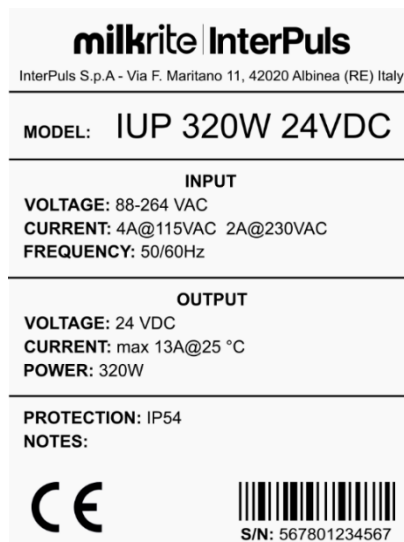 milkrite InterPuls
InterPuls S.p.A - Via F. Maritano 11, 42020 Albinea (RE) Italy
MODEL: IUP 320W 24VDC
INPUT
VOLTAGE: 88-264 VAC
CURRENT: 4A@115VAC 2A@230VAC
FREQUENCY: 50/60Hz
OUTPUT
VOLTAGE: 24 VDC
CURRENT: max 13A@25 °C
POWER: 320W
PROTECTION: IP54
NOTES:
CE
S/N: 567801234567